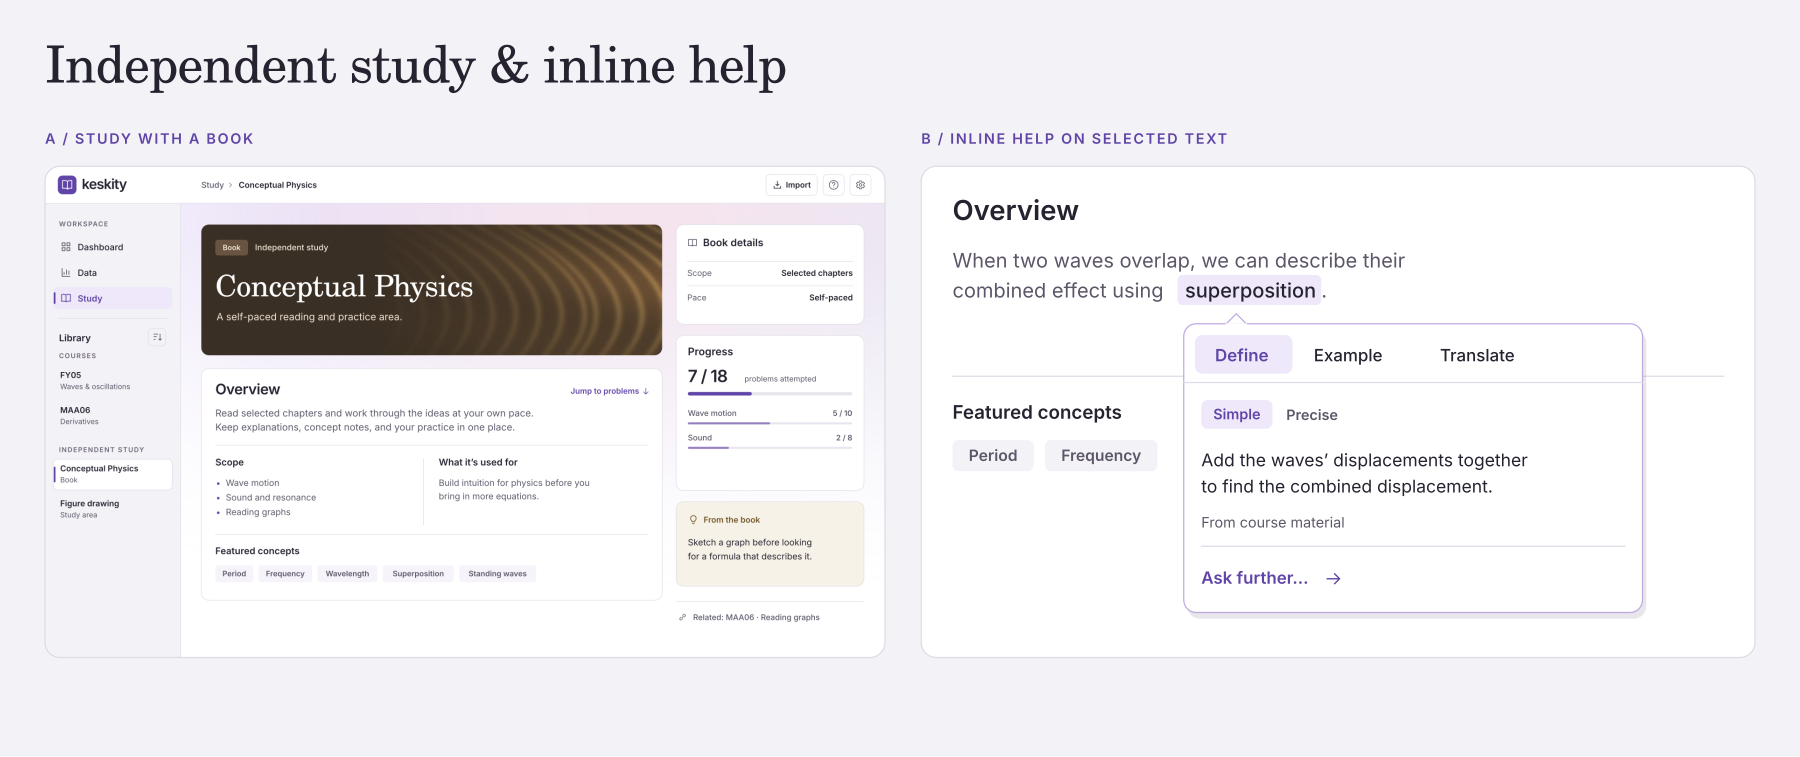 Independent study & inline help
A / STUDY WITH A BOOK
keskity
Study › Conceptual Physics
Import
WORKSPACE
Dashboard
Data
Study
Library
COURSES
FY05
Waves & oscillations
MAA06
Derivatives
INDEPENDENT STUDY
Conceptual Physics
Book
Figure drawing
Study area
Book Independent study
Conceptual Physics
A self-paced reading and practice area.
Overview
Jump to problems ↓
Read selected chapters and work through the ideas at your own pace.
Keep explanations, concept notes, and your practice in one place.
Scope
• Wave motion
• Sound and resonance
• Reading graphs
What it’s used for
Build intuition for physics before you
bring in more equations.
Featured concepts
Period Frequency Wavelength Superposition Standing waves
Book details
Scope Selected chapters
Pace Self-paced
Progress
7 / 18 problems attempted
Wave motion 5 / 10
Sound 2 / 8
From the book
Sketch a graph before looking
for a formula that describes it.
Related: MAA06 · Reading graphs
B / INLINE HELP ON SELECTED TEXT
Overview
When two waves overlap, we can describe their
combined effect using superposition.
Featured concepts
Period Frequency
Define Example Translate
Simple Precise
Add the waves’ displacements together
to find the combined displacement.
From course material
Ask further... →